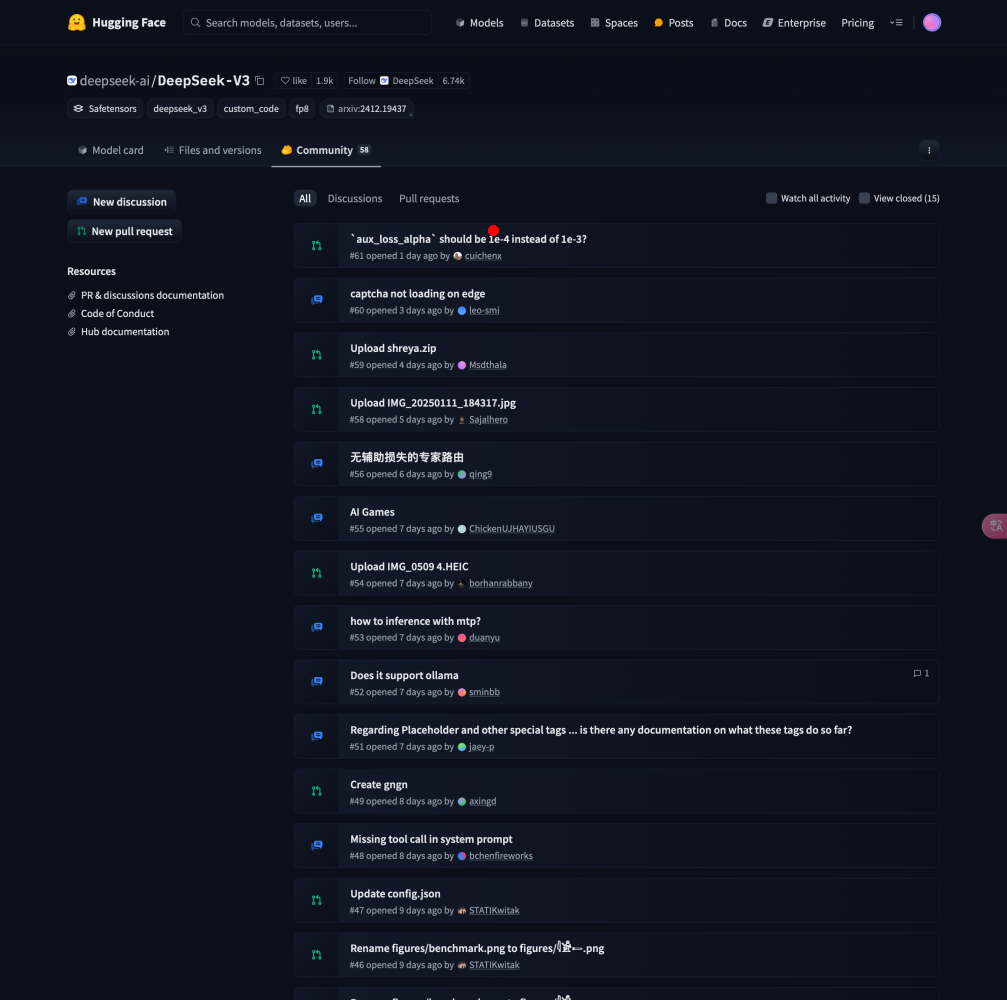 Hugging Face
Search models, datasets, users...
Models
Datasets
Spaces
Posts
Docs
Enterprise
Pricing
deepseek-ai/DeepSeek-V3
like 1.9k
Follow DeepSeek 6.74k
Safetensors
deepseek_v3
custom_code
fp8
arxiv:2412.19437
Model card
Files and versions
Community 58
New discussion
New pull request
Resources
PR & discussions documentation
Code of Conduct
Hub documentation
All
Discussions
Pull requests
Watch all activity
View closed (15)
`aux_loss_alpha` should be 1e-4 instead of 1e-3?
#61 opened 1 day ago by cuichenx
captcha not loading on edge
#60 opened 3 days ago by leo-smi
Upload shreya.zip
#59 opened 4 days ago by Msdthala
Upload IMG_20250111_184317.jpg
#58 opened 5 days ago by Sajalhero
无辅助损失的专家路由
#56 opened 6 days ago by qing9
AI Games
#55 opened 7 days ago by ChickenUJHAYIUSGU
Upload IMG_0509 4.HEIC
#54 opened 7 days ago by borhanrabbany
how to inference with mtp?
#53 opened 7 days ago by duanyu
Does it support ollama
1
#52 opened 7 days ago by sminbb
Regarding Placeholder and other special tags ... is there any documentation on what these tags do so far?
#51 opened 7 days ago by jaey-p
Create gngn
#49 opened 8 days ago by axingd
Missing tool call in system prompt
#48 opened 8 days ago by bchenfireworks
Update config.json
#47 opened 9 days ago by STATIKwitak
Rename figures/benchmark.png to figures/.png
#46 opened 9 days ago by STATIKwitak